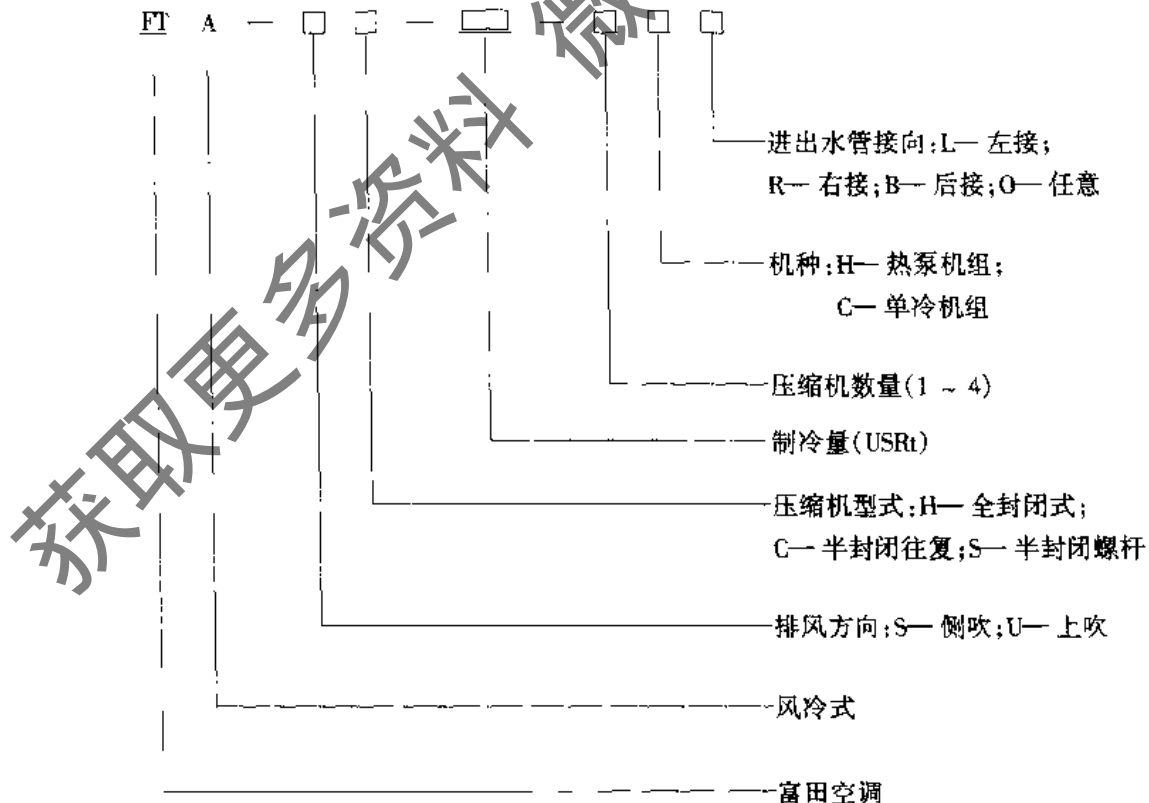 FT A — □ □ — □ — □ □ □
进出水管接向:L— 左接;
R— 右接;B— 后接;O— 任意
机种:H— 热泵机组;
C— 单冷机组
压缩机数量(1 ~ 4)
制冷量(USRt)
压缩机型式:H— 全封闭式;
C— 半封闭往复;S— 半封闭螺杆
排风方向:S— 侧吹;U— 上吹
风冷式
富田空调
获取更多资料 微